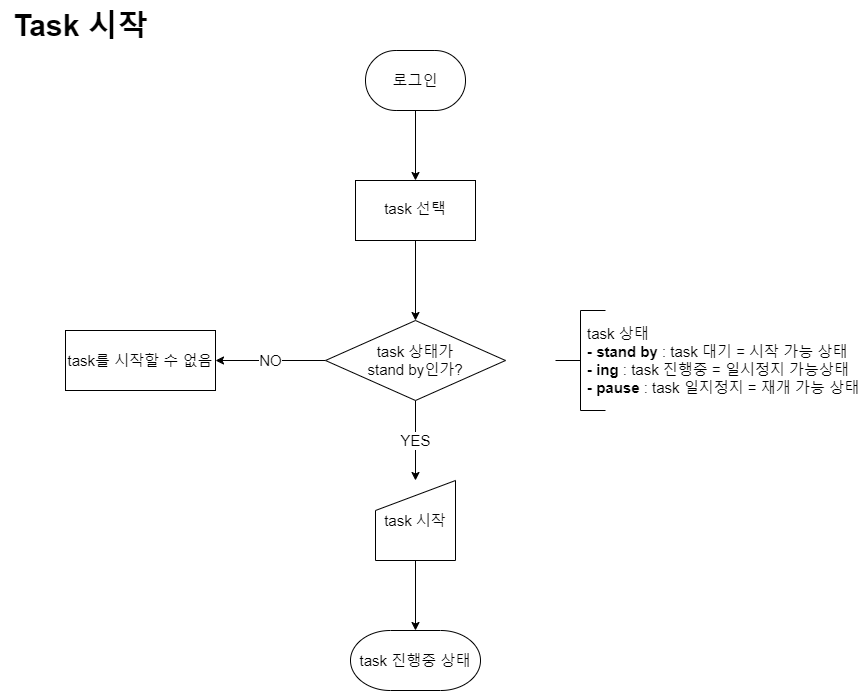 Task 시작
로그인
task 선택
task 상태가
stand by인가?
NO
task를 시작할 수 없음
task 상태
- stand by : task 대기 = 시작 가능 상태
- ing : task 진행중 = 일시정지 가능상태
- pause : task 일지정지 = 재개 가능 상태
YES
task 시작
task 진행중 상태